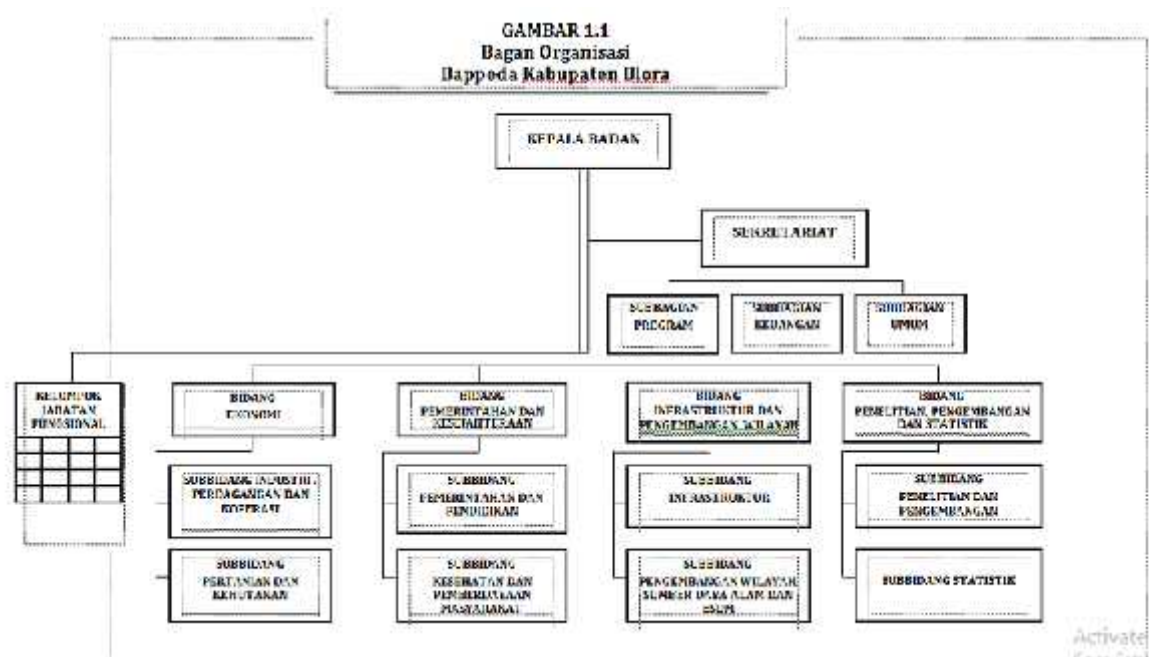 GAMBAR 1.1
Bagan Organisasi
Bappeda Kabupaten Blora
KEPALA BADAN
SEKRETARIAT
SUBBAGIAN
PROGRAM
SUBBAGIAN
KEUANGAN
SUBBAGIAN
UMUM
KELOMPOK
JABATAN
FUNGSIONAL
BIDANG
EKONOMI
BIDANG
PEMERINTAHAN DAN
KESEJAHTERAAN
BIDANG
INFRASTRUKTUR DAN
PENGEMBANGAN WILAYAH
BIDANG
PENELITIAN, PENGEMBANGAN
DAN STATISTIK
SUBBIDANG INDUSTRI,
PERDAGANGAN DAN
KOPERASI
SUBBIDANG
PEMERINTAHAN DAN
PENDIDIKAN
SUBBIDANG
INFRASTRUKTUR
SUBBIDANG
PENELITIAN DAN
PENGEMBANGAN
SUBBIDANG
PERTANIAN DAN
KEHUTANAN
SUBBIDANG
KESEHATAN DAN
PEMBERDAYAAN
MASYARAKAT
SUBBIDANG
PENGEMBANGAN WILAYAH
SUMBER DAYA ALAM DAN
ESDM
SUBBIDANG STATISTIK
Activate